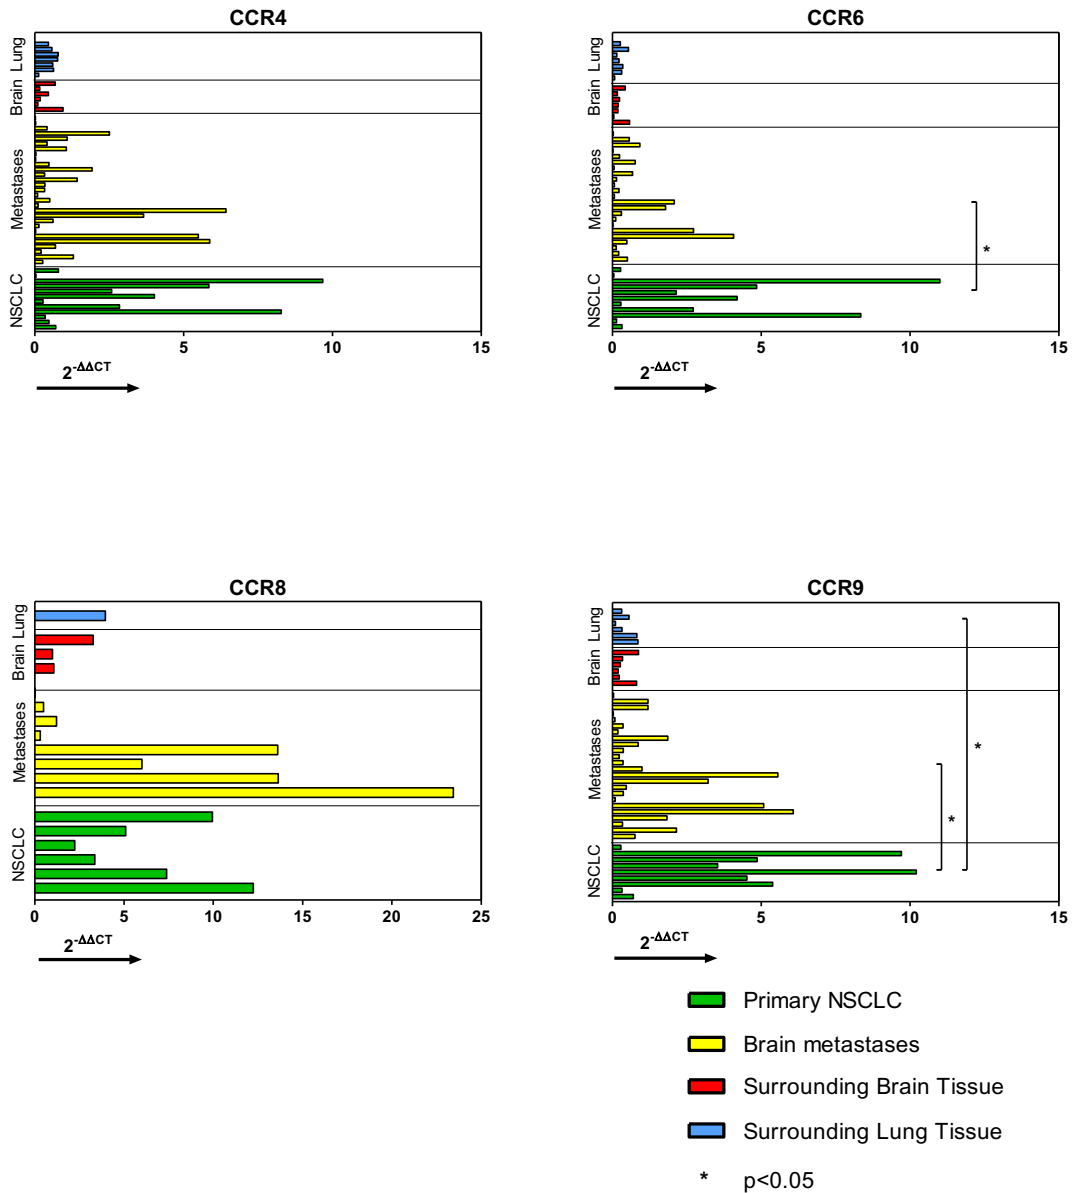 CCR4
Lung
Brain
Metastases
NSCLC
0 5 10 15
2-ΔΔCT
CCR6
Lung
Brain
Metastases
NSCLC
*
0 5 10 15
2-ΔΔCT
CCR8
Lung
Brain
Metastases
NSCLC
0 5 10 15 20 25
2-ΔΔCT
CCR9
Lung
Brain
Metastases
NSCLC
*
*
0 5 10 15
2-ΔΔCT
Primary NSCLC
Brain metastases
Surrounding Brain Tissue
Surrounding Lung Tissue
* p<0.05